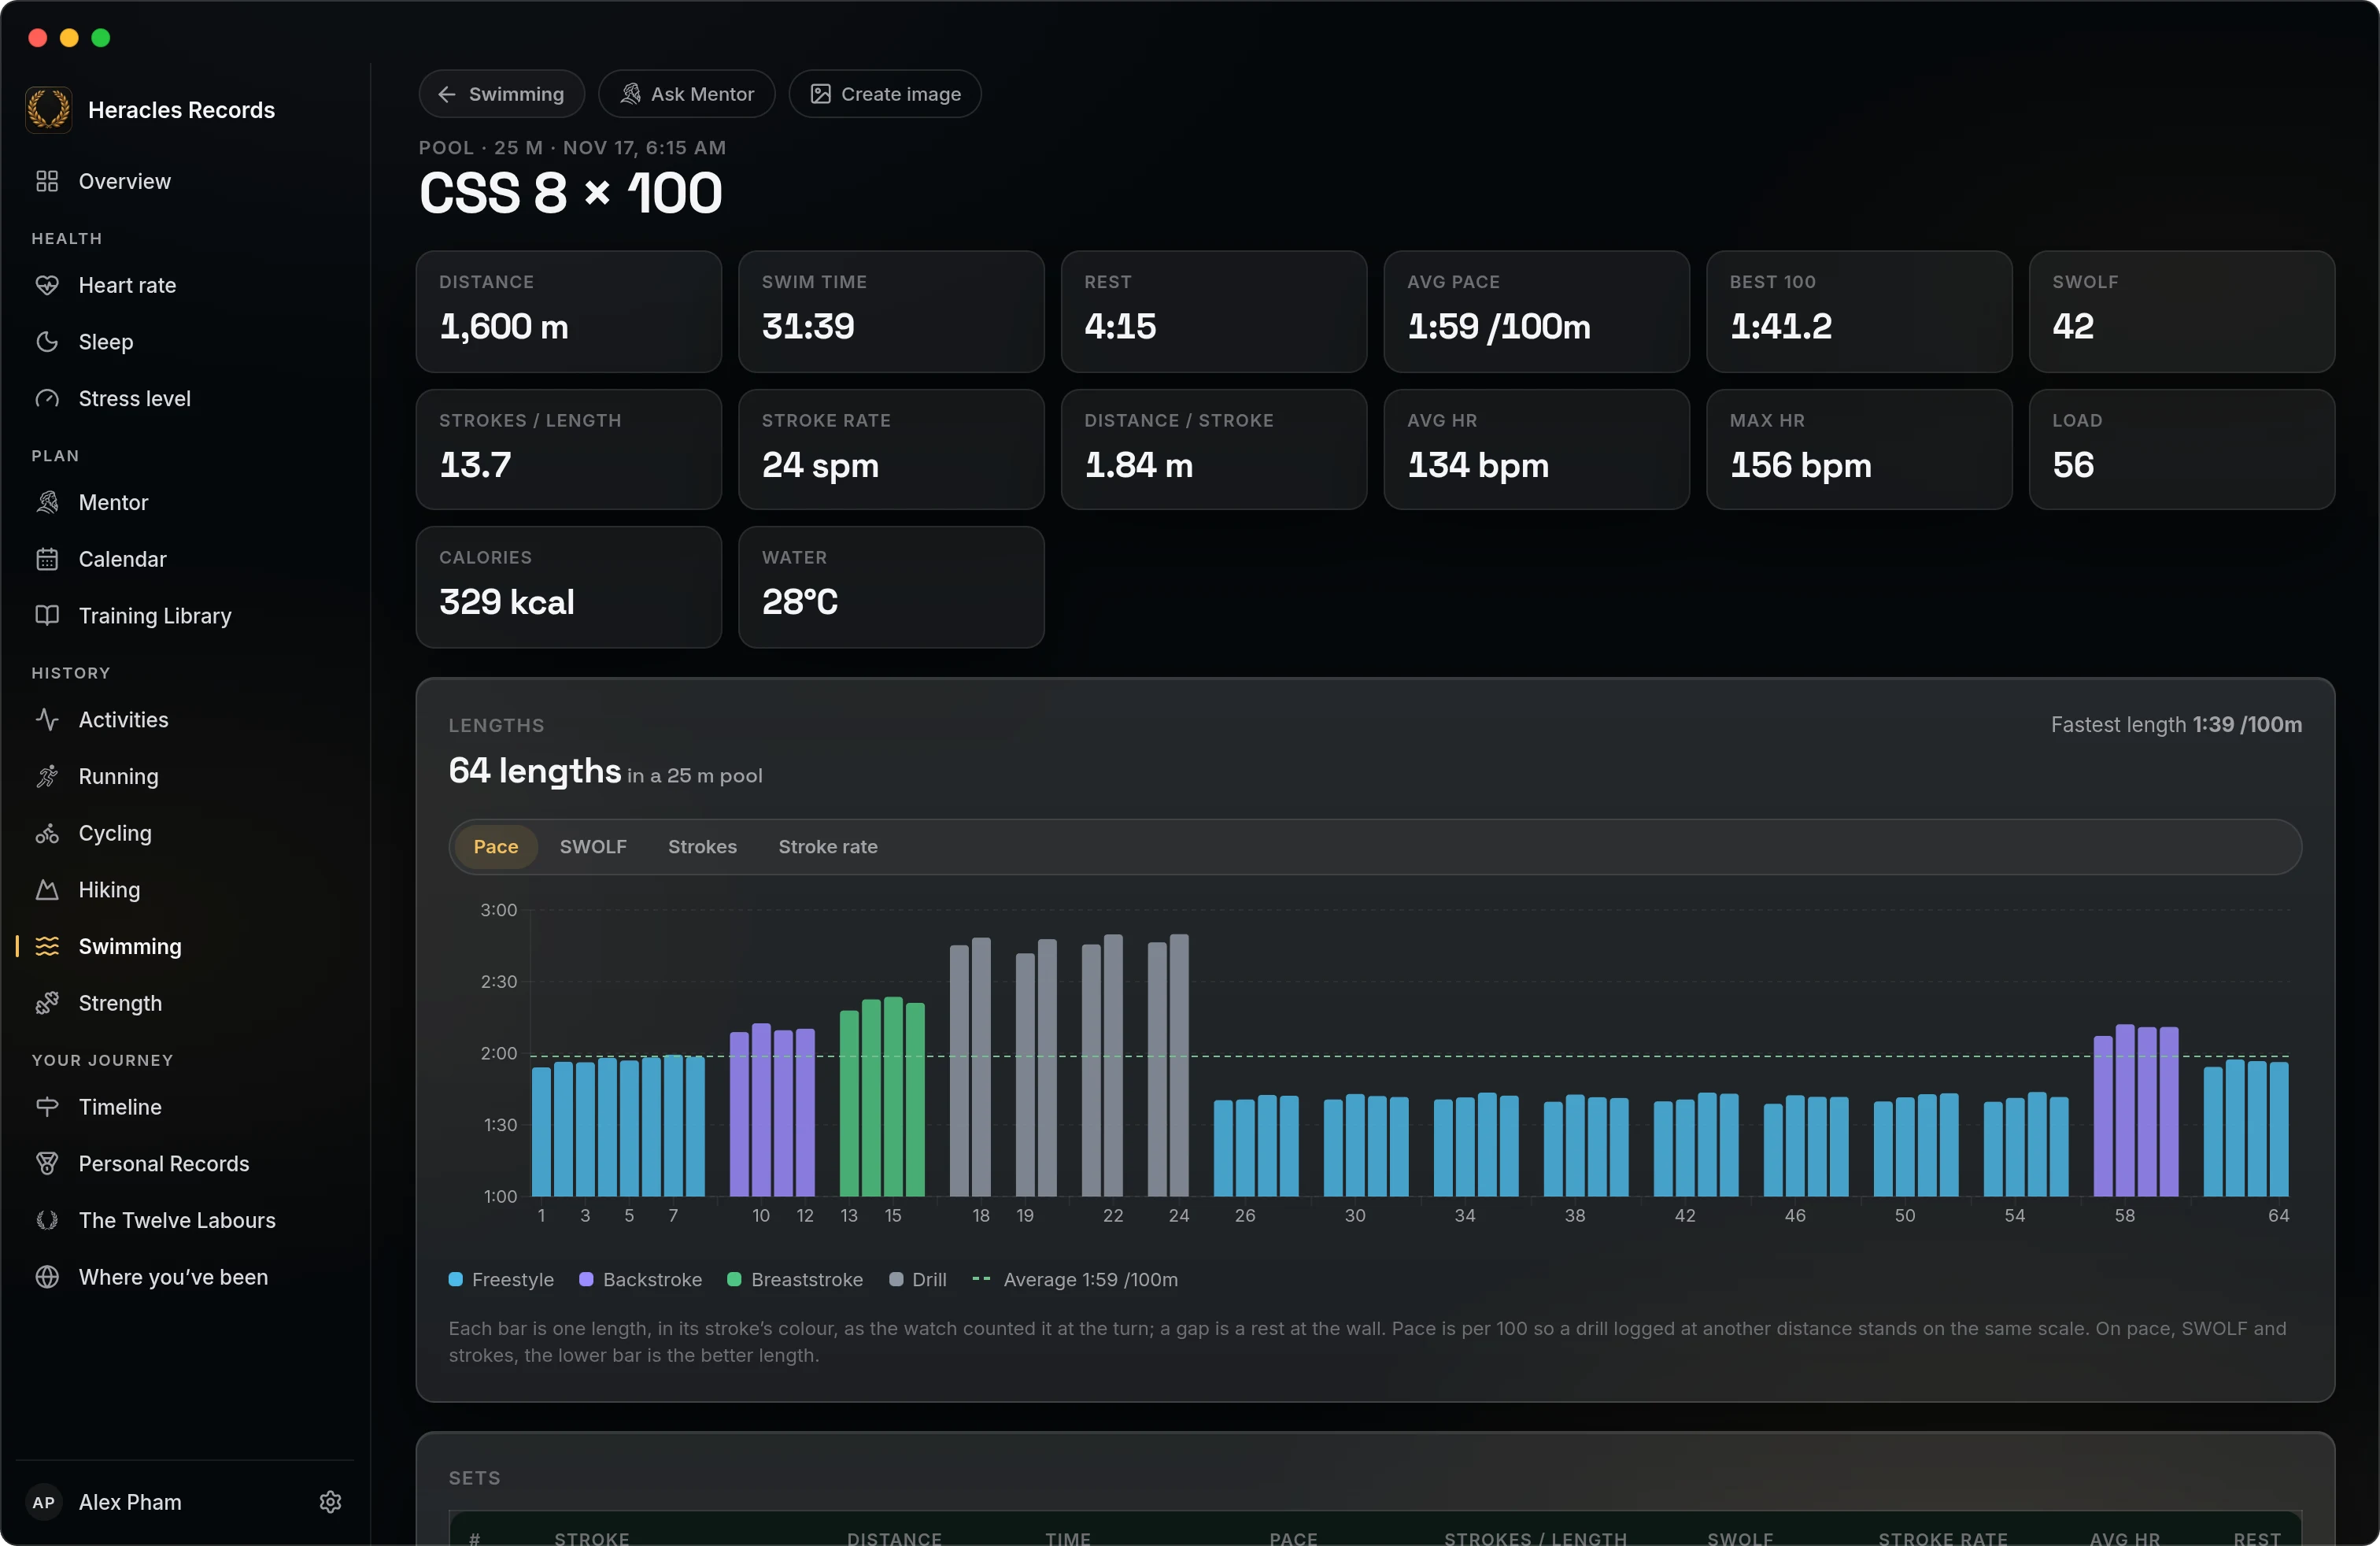 Heracles Records
Overview
HEALTH
Heart rate
Sleep
Stress level
PLAN
Mentor
Calendar
Training Library
HISTORY
Activities
Running
Cycling
Hiking
Swimming
Strength
YOUR JOURNEY
Timeline
Personal Records
The Twelve Labours
Where you’ve been
AP Alex Pham
Swimming Ask Mentor Create image
POOL · 25 M · NOV 17, 6:15 AM
CSS 8 × 100
DISTANCE SWIM TIME REST AVG PACE BEST 100 SWOLF
1,600 m 31:39 4:15 1:59 /100m 1:41.2 42
STROKES / LENGTH STROKE RATE DISTANCE / STROKE AVG HR MAX HR LOAD
13.7 24 spm 1.84 m 134 bpm 156 bpm 56
CALORIES WATER
329 kcal 28°C
LENGTHS Fastest length 1:39 /100m
64 lengths in a 25 m pool
Pace SWOLF Strokes Stroke rate
3:00
2:30
2:00
1:30
1:00
1 3 5 7 10 12 13 15 18 19 22 24 26 30 34 38 42 46 50 54 58 64
Freestyle Backstroke Breaststroke Drill Average 1:59 /100m
Each bar is one length, in its stroke’s colour, as the watch counted it at the turn; a gap is a rest at the wall. Pace is per 100 so a drill logged at another distance stands on the same scale. On pace, SWOLF and
strokes, the lower bar is the better length.
SETS
# STROKE DISTANCE TIME PACE STROKES / LENGTH SWOLF STROKE RATE AVG HR REST